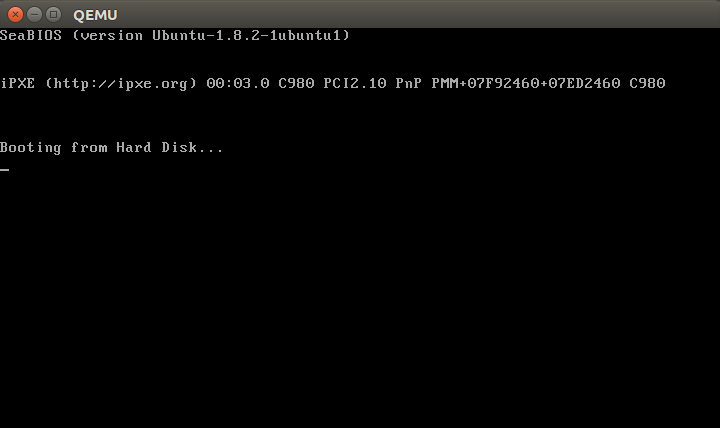 QEMU
SeaBIOS (version Ubuntu-1.8.2-1ubuntu1)
iPXE (http://ipxe.org) 00:03.0 C980 PCI2.10 PnP PMM+07F92460+07ED2460 C980
Booting from Hard Disk...